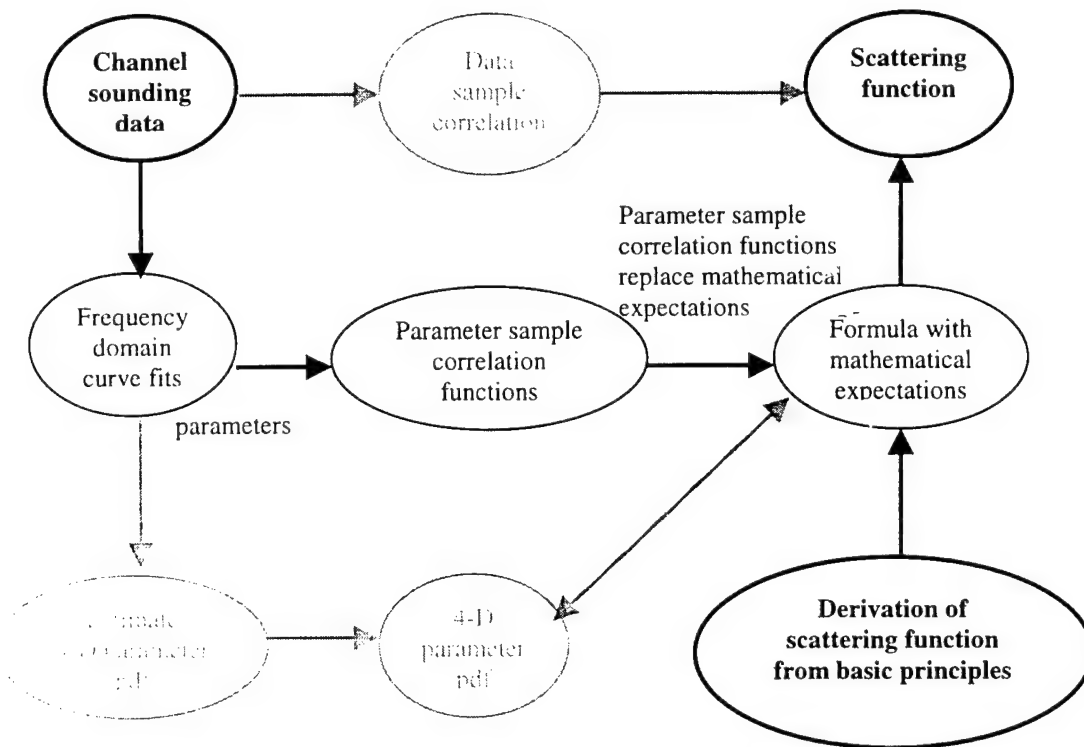 Channel
sounding
data
Data
sample
correlation
Scattering
function
Parameter sample
correlation functions
replace mathematical
expectations
Frequency
domain
curve fits
Parameter sample
correlation
functions
Formula with
mathematical
expectations
parameters
parameter
pdf
4-D
parameter
pdf
Derivation of
scattering function
from basic principles